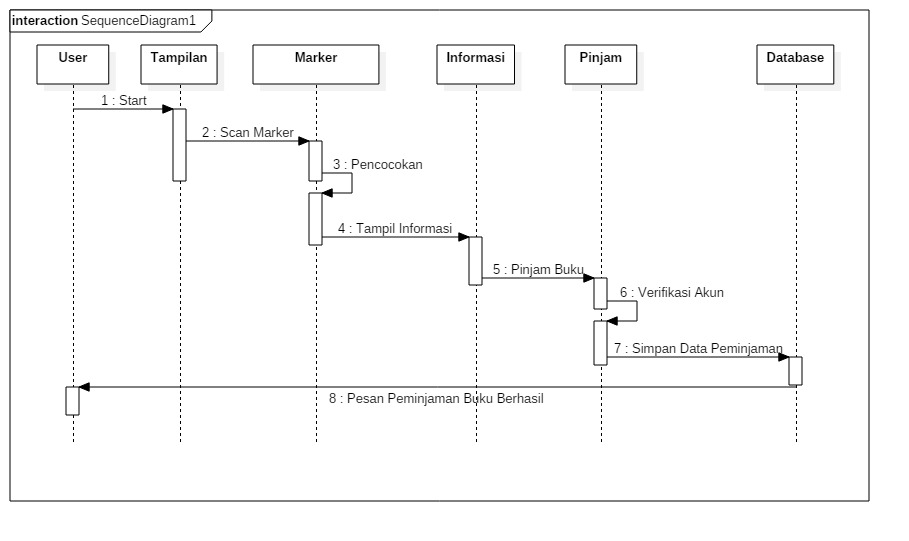 interaction SequenceDiagram1
User
Tampilan
Marker
Informasi
Pinjam
Database
1 : Start
2 : Scan Marker
3 : Pencocokan
4 : Tampil Informasi
5 : Pinjam Buku
6 : Verifikasi Akun
7 : Simpan Data Peminjaman
8 : Pesan Peminjaman Buku Berhasil